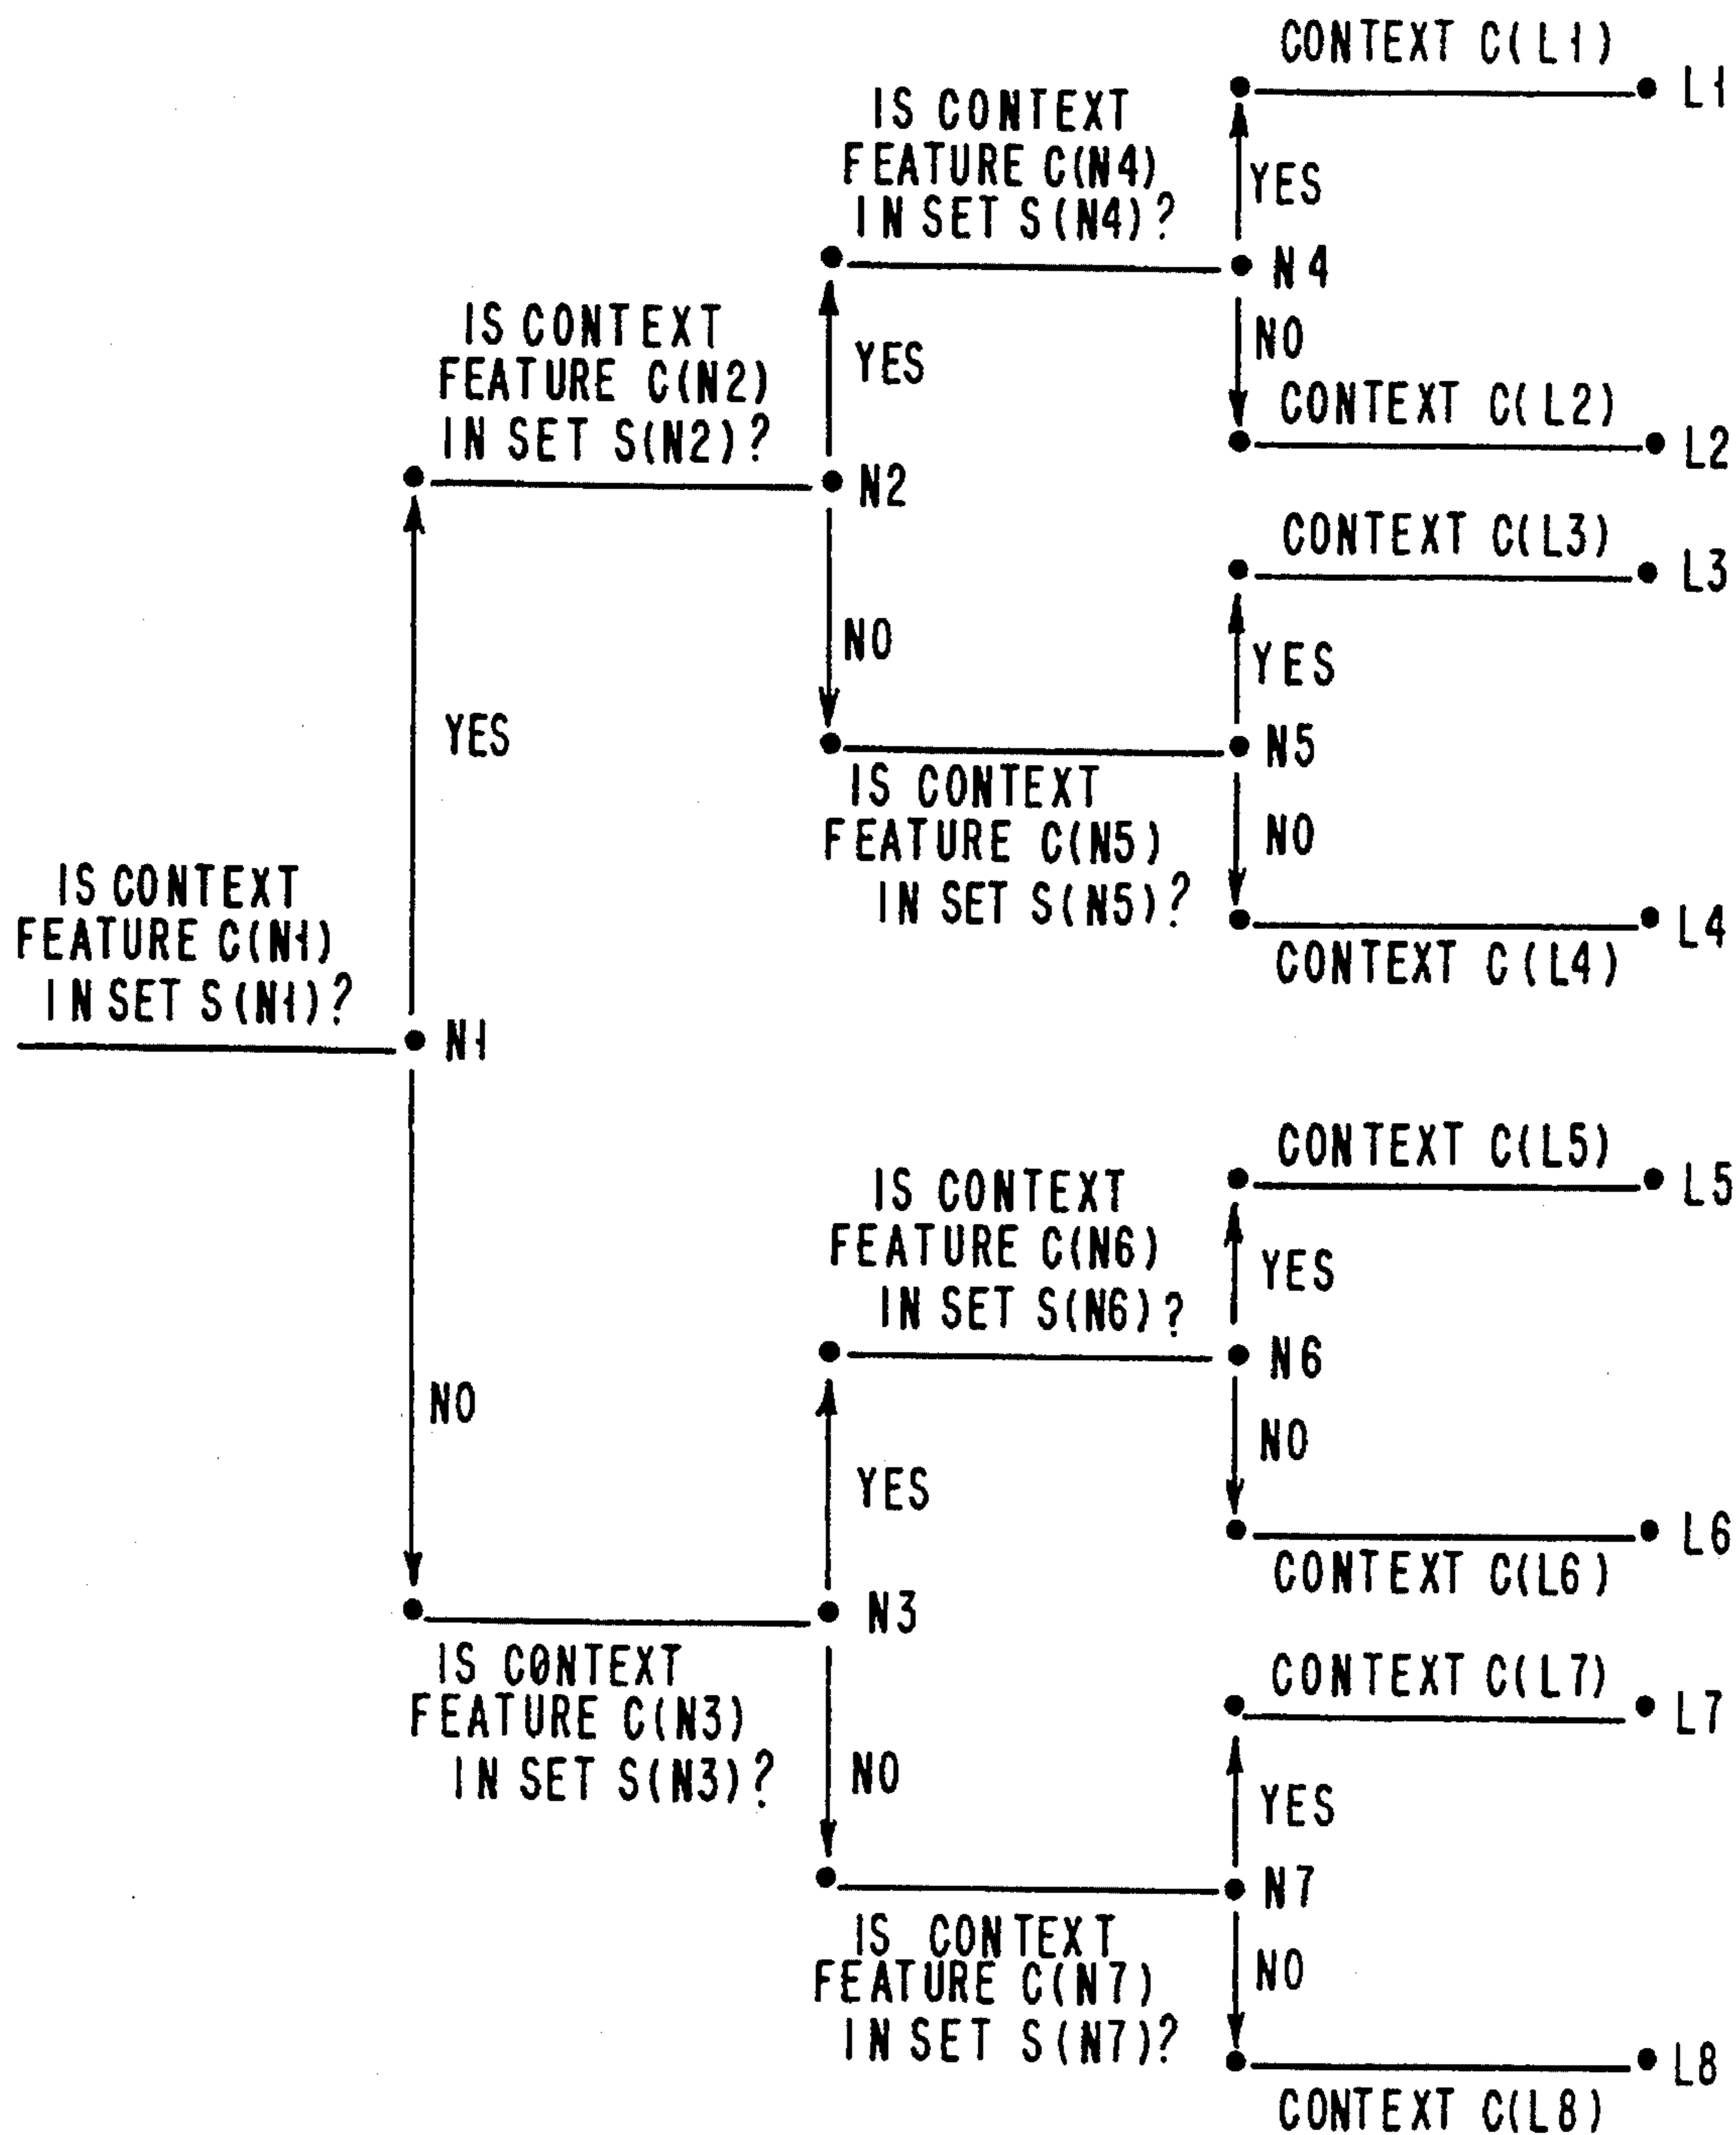 CONTEXT C(L1)
L1
IS CONTEXT
FEATURE C(N4)
IN SET S(N4)?
YES
N4
NO
CONTEXT C(L2)
L2
IS CONTEXT
FEATURE C(N2)
IN SET S(N2)?
YES
N2
NO
CONTEXT C(L3)
L3
YES
N5
IS CONTEXT
FEATURE C(N5)
IN SET S(N5)?
NO
L4
CONTEXT C(L4)
YES
IS CONTEXT
FEATURE C(N1)
IN SET S(N1)?
N1
NO
CONTEXT C(L5)
L5
IS CONTEXT
FEATURE C(N6)
IN SET S(N6)?
YES
N6
NO
L6
CONTEXT C(L6)
YES
N3
IS CONTEXT
FEATURE C(N3)
IN SET S(N3)?
NO
CONTEXT C(L7)
L7
YES
N7
IS CONTEXT
FEATURE C(N7)
IN SET S(N7)?
NO
L8
CONTEXT C(L8)